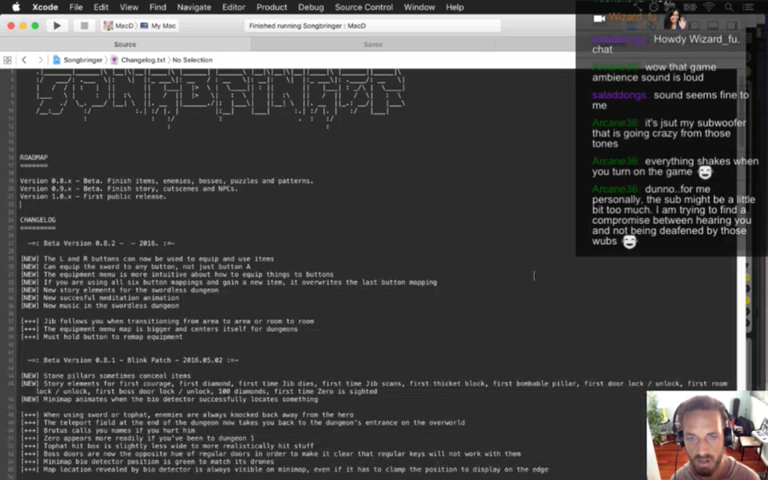 Xcode File Edit View Find Navigate Editor Product Debug Source Control Window Help
MacD My Mac
Finished running Songbringer : MacD
Source
Saves
Songbringer Changelog.txt No Selection
SONGBRINGER
ROADMAP
=======
Version 0.8.x - Beta. Finish items, enemies, bosses, puzzles and patterns.
Version 0.9.x - Beta. Finish story, cutscenes and NPCs.
Version 1.0.x - First public release.
CHANGELOG
=========
-=: Beta Version 0.8.2 - - 2016. :=-
[NEW] The L and R buttons can now be used to equip and use items
[NEW] Can equip the sword to any button, not just button A
[NEW] The equipment menu is more intuitive about how to equip things to buttons
[NEW] If you are using all six button mappings and gain a new item, it overwrites the last button mapping
[NEW] New story elements for the swordless dungeon
[NEW] New succesful meditation animation
[NEW] New music in the swordless dungeon
[+++] Jib follows you when transitioning from area to area or room to room
[+++] The equipment menu map is bigger and centers itself for dungeons
[+++] Must hold button to remap equipment
-=: Beta Version 0.8.1 - Blink Patch - 2016.05.02 :=-
[NEW] Stone pillars sometimes conceal items
[NEW] Story elements for first courage, first diamond, first time Jib dies, first time Jib scans, first thicket block, first bombable pillar, first door lock / unlock, first room
lock / unlock, first boss door lock / unlock, 100 diamonds, first time Zero is sighted
[NEW] Minimap animates when the bio detector successfully locates something
[+++] When using sword or tophat, enemies are always knocked back away from the hero
[+++] The teleport field at the end of the dungeon now takes you back to the dungeon's entrance on the overworld
[+++] Brutus calls you names if you hurt him
[+++] Zero appears more readily if you've been to dungeon 1
[+++] Tophat hit box is slightly less wide to more realistically hit stuff
[+++] Boss doors are now the opposite hue of regular doors in order to make it clear that regular keys will not work with them
[+++] Minimap bio detector position is green to match its drones
[+++] Map location revealed by bio detector is always visible on minimap, even if it has to clamp the position to display on the edge
Wizard_fu
saladdongs Howdy Wizard_fu,
chat
wow that game
ambience sound is loud
saladdongs sound seems fine to
me
Arcane36 it's jsut my subwoofer
that is going crazy from those
tones
Arcane36 everything shakes when
you turn on the game
Arcane36 dunno..for me
personally, the sub might be a little
bit too much. I am trying to find a
compromise between hearing you
and not being deafened by those
wubs